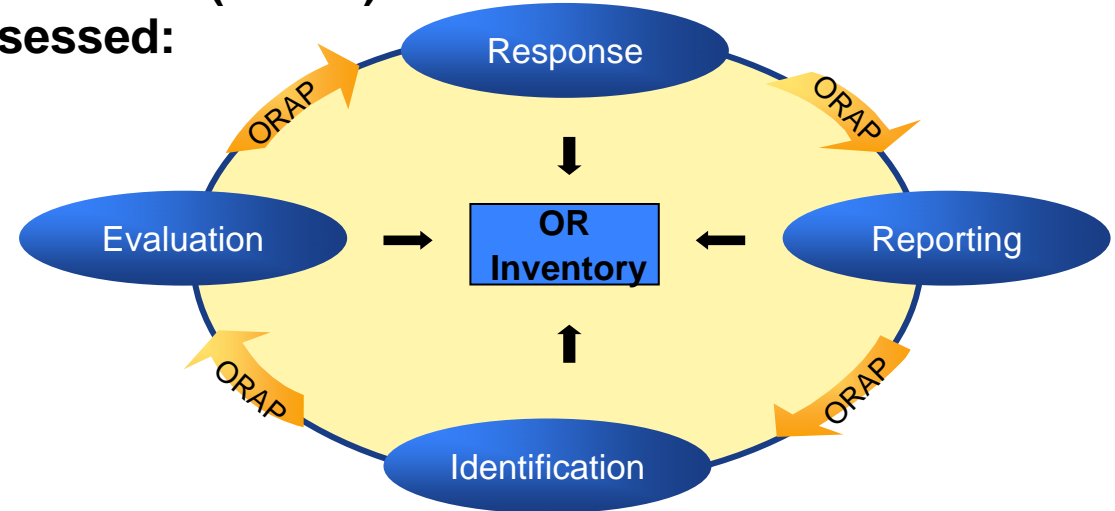 sessed:
Response
ORAP
ORAP
Evaluation
OR
Inventory
Reporting
ORAP
ORAP
Identification